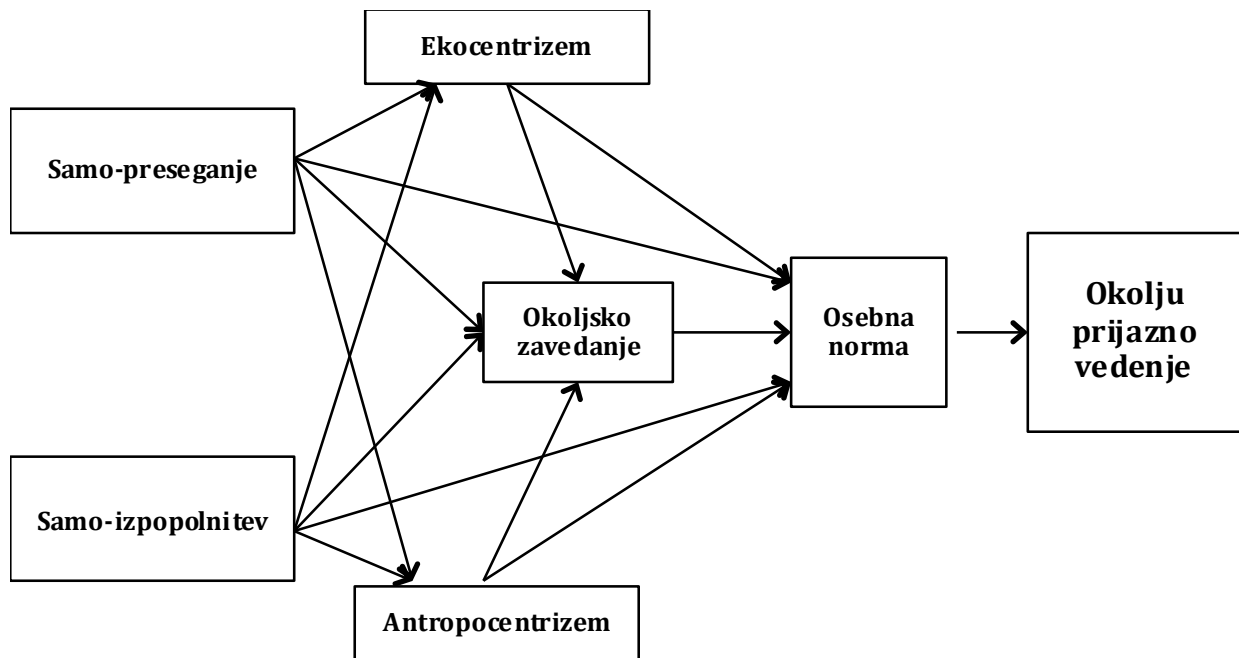 Ekocentrizem
Samo-preseganje
Okoljsko
zavedanje
Osebna
norma
Okolju
prijazno
vedenje
Samo-izpopolnitev
Antropocentrizem